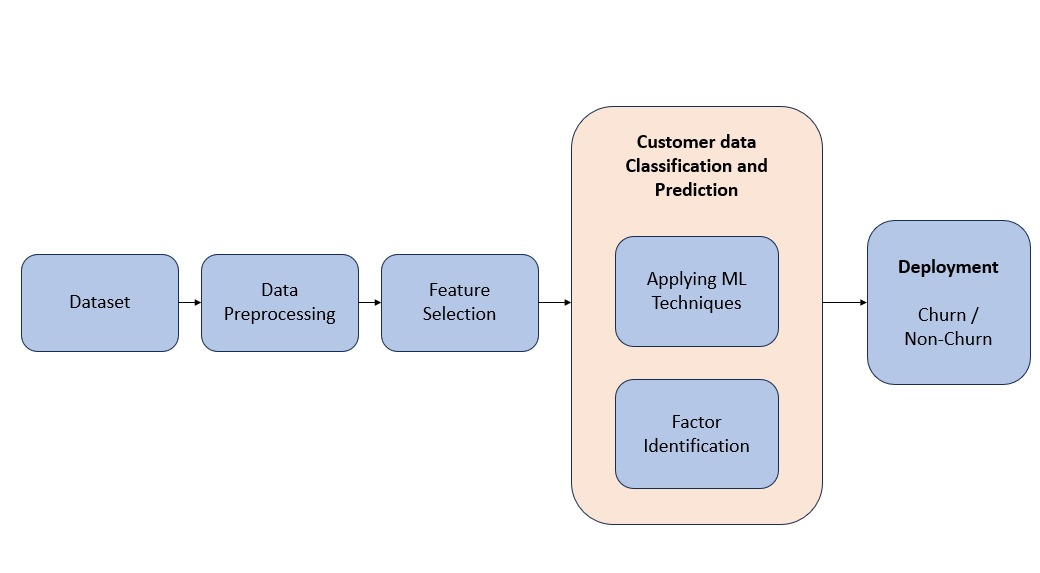 Dataset
Data
Preprocessing
Feature
Selection
Customer data
Classification and
Prediction
Applying ML
Techniques
Factor
Identification
Deployment
Churn /
Non-Churn